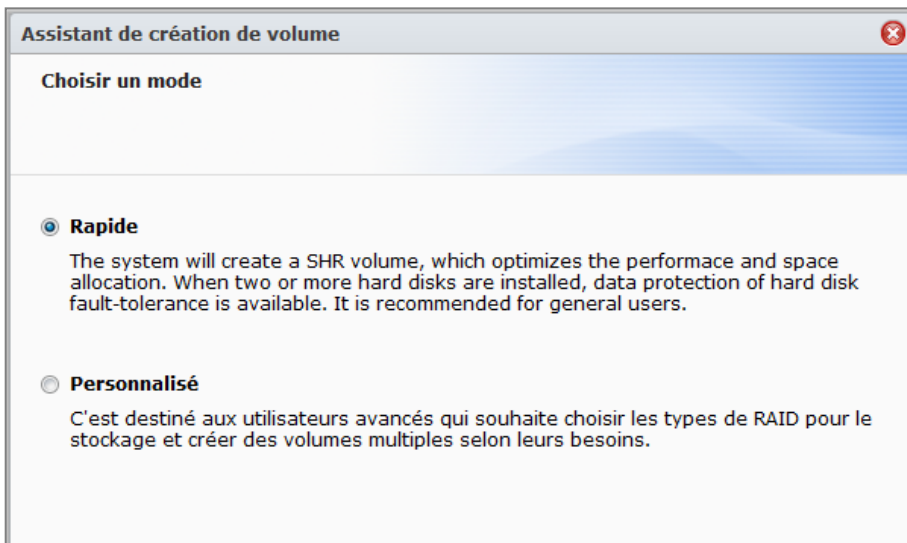 Assistant de création de volume
Choisir un mode
Rapide
The system will create a SHR volume, which optimizes the performace and space
allocation. When two or more hard disks are installed, data protection of hard disk
fault-tolerance is available. It is recommended for general users.
Personnalisé
C'est destiné aux utilisateurs avancés qui souhaite choisir les types de RAID pour le
stockage et créer des volumes multiples selon leurs besoins.